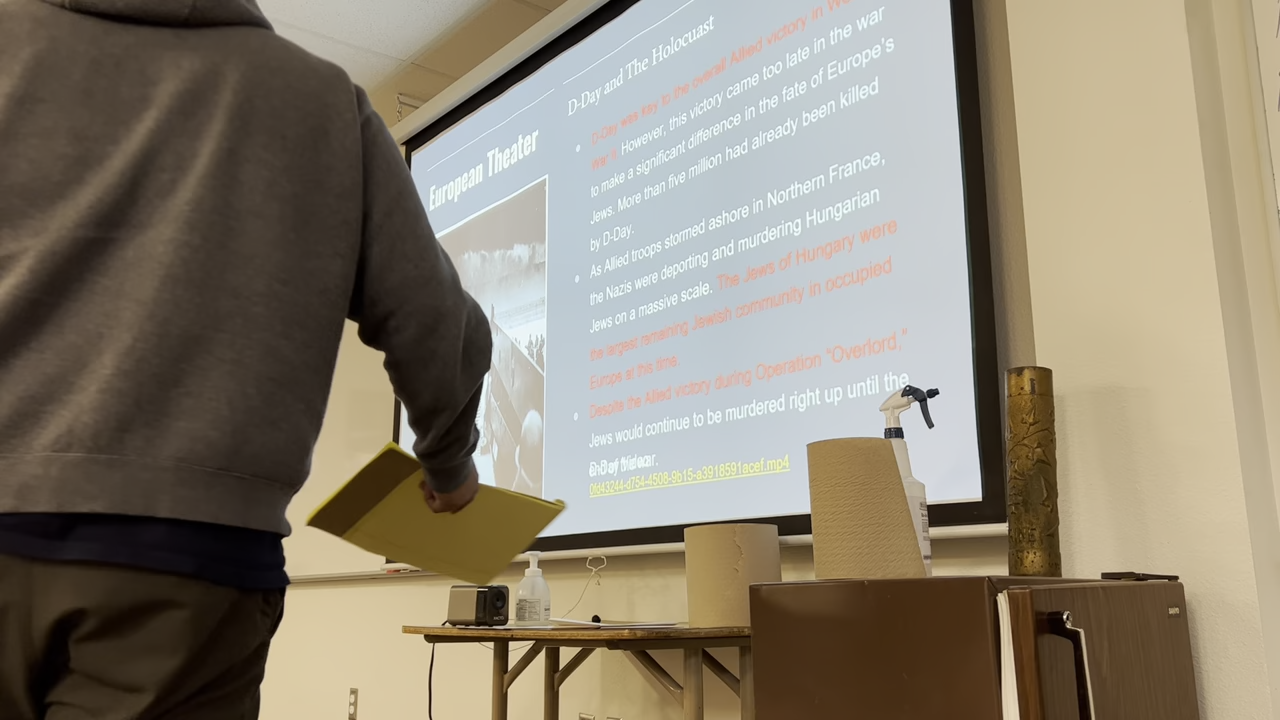 European Theater
D-Day and The Holocuast
D-Day was Key to the overall Allied victory in
War II. However, this victory came too late in the war
to make a significant difference in the fate of Europe's
Jews. More than five million had already been killed
by D-Day.
As Allied troops stormed ashore in Northern France,
the Nazis were deporting and murdering Hungarian
Jews on a massive scale. The Jews of Hungary were
the largest remaining Jewish community in occupied
Europe at this time.
Despite the Allied victory during Operation "Overlord,"
Jews would continue to be murdered right up until the
0fd43244-d754-4508-9b15-a3918591acef.mp4